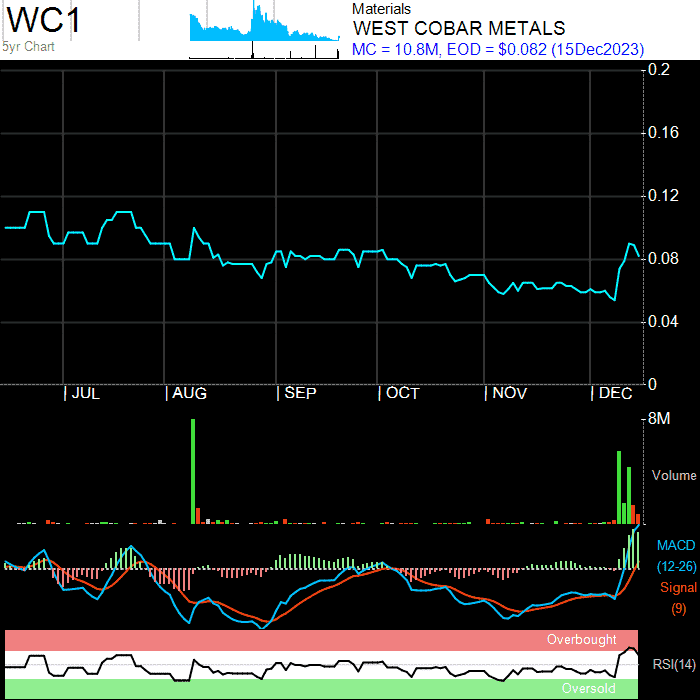 WC1
5yr Chart
Materials
WEST COBAR METALS
MC = 10.8M, EOD = $0.082 (15Dec2023)
0.2
0.16
0.12
0.08
0.04
0
JUL AUG SEP OCT NOV DEC
8M
Volume
MACD
(12-26)
Signal
(9)
Overbought
RSI(14)
Oversold